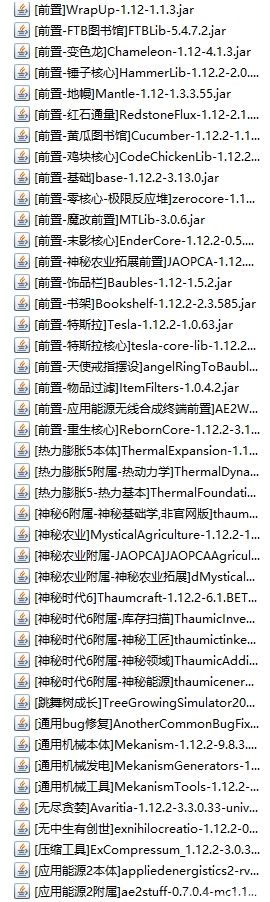 [前置]WrapUp-1.12-1.1.3.jar
[前置-FTB图书馆]FTBLib-5.4.7.2.jar
[前置-变色龙]Chameleon-1.12-4.1.3.jar
[前置-锤子核心]HammerLib-1.12.2-2.0....
[前置-地幔]Mantle-1.12-1.3.3.55.jar
[前置-红石通量]RedstoneFlux-1.12-2.1....
[前置-黄瓜图书馆]Cucumber-1.12.2-1.1...
[前置-鸡块核心]CodeChickenLib-1.12.2...
[前置-基础]base-1.12.2-3.13.0.jar
[前置-零核心-极限反应堆]zerocore-1.1...
[前置-魔改前置]MTLib-3.0.6.jar
[前置-末影核心]EnderCore-1.12.2-0.5....
[前置-神秘农业拓展前置]JAOPCA-1.12....
[前置-饰品栏]Baubles-1.12-1.5.2.jar
[前置-书架]Bookshelf-1.12.2-2.3.585.jar
[前置-特斯拉]Tesla-1.12.2-1.0.63.jar
[前置-特斯拉核心]tesla-core-lib-1.12.2...
[前置-天使戒指摆设]angelRingToBaubl...
[前置-物品过滤]ItemFilters-1.0.4.2.jar
[前置-应用能源无线合成终端前置]AE2W...
[前置-重生核心]RebornCore-1.12.2-3.1...
[热力膨胀5本体]ThermalExpansion-1.1...
[热力膨胀5附属-热动力学]ThermalDyna...
[热力膨胀5-热力基本]ThermalFoundati...
[神秘6附属-神秘基础学,非官网版]thaum...
[神秘农业]MysticalAgriculture-1.12.2-1...
[神秘农业附属-JAOPCA]JAOPCAAgricul...
[神秘农业附属-神秘农业拓展]dMystical...
[神秘时代6]Thaumcraft-1.12.2-6.1.BET...
[神秘时代6附属-库存扫描]ThaumicInve...
[神秘时代6附属-神秘工匠]thaumictinke...
[神秘时代6附属-神秘领域]ThaumicAddi...
[神秘时代6附属-神秘能源]thaumicener...
[跳舞树成长]TreeGrowingSimulator20...
[通用bug修复]AnotherCommonBugFix...
[通用机械本体]Mekanism-1.12.2-9.8.3....
[通用机械发电]MekanismGenerators-1...
[通用机械工具]MekanismTools-1.12.2-...
[无尽贪婪]Avaritia-1.12.2-3.3.0.33-univ...
[无中生有创世]exnihilocreatio-1.12.2-0...
[压缩工具]ExCompressum_1.12.2-3.0.3...
[应用能源2本体]appliedenergistics2-rv...
[应用能源2附属]ae2stuff-0.7.0.4-mc1.1...